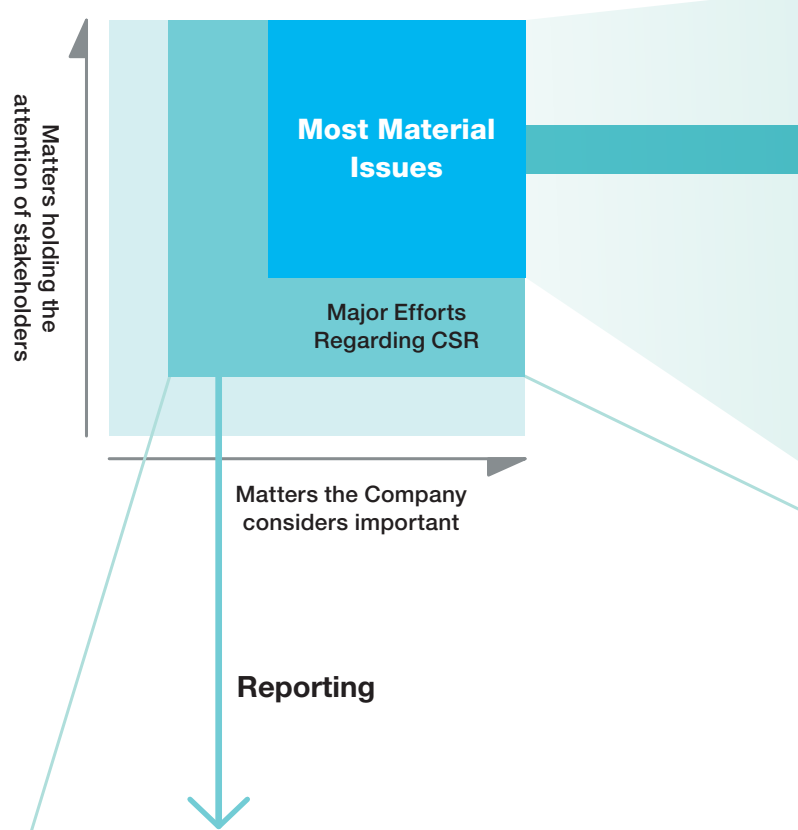 Matters holding the
attention of stakeholders
Most Material
Issues
Major Efforts
Regarding CSR
Matters the Company
considers important
Reporting